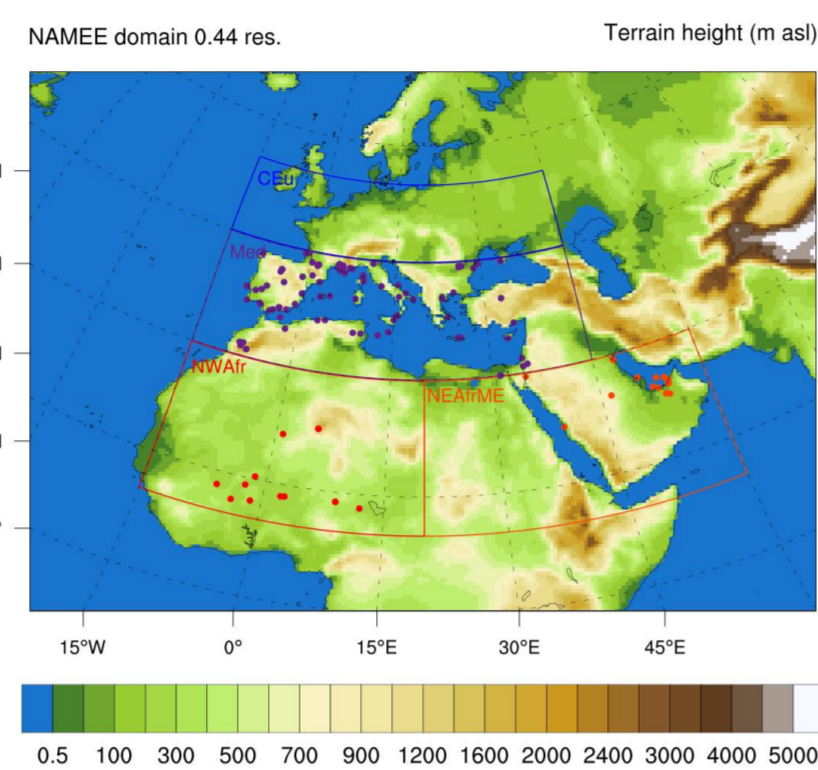 NAMEE domain 0.44 res.
Terrain height (m asl)
CEu
Med
NWAfr
NEAfrME
15°W 0° 15°E 30°E 45°E
0.5 100 300 500 700 900 1200 1600 2000 2400 3000 4000 5000